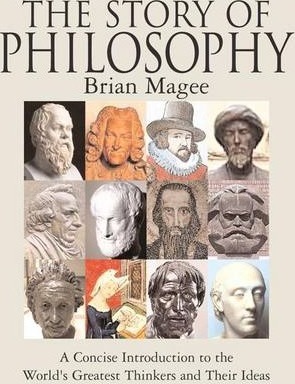 THE STORY OF
PHILOSOPHY
Brian Magee
A Concise Introduction to the
World's Greatest Thinkers and Their Ideas